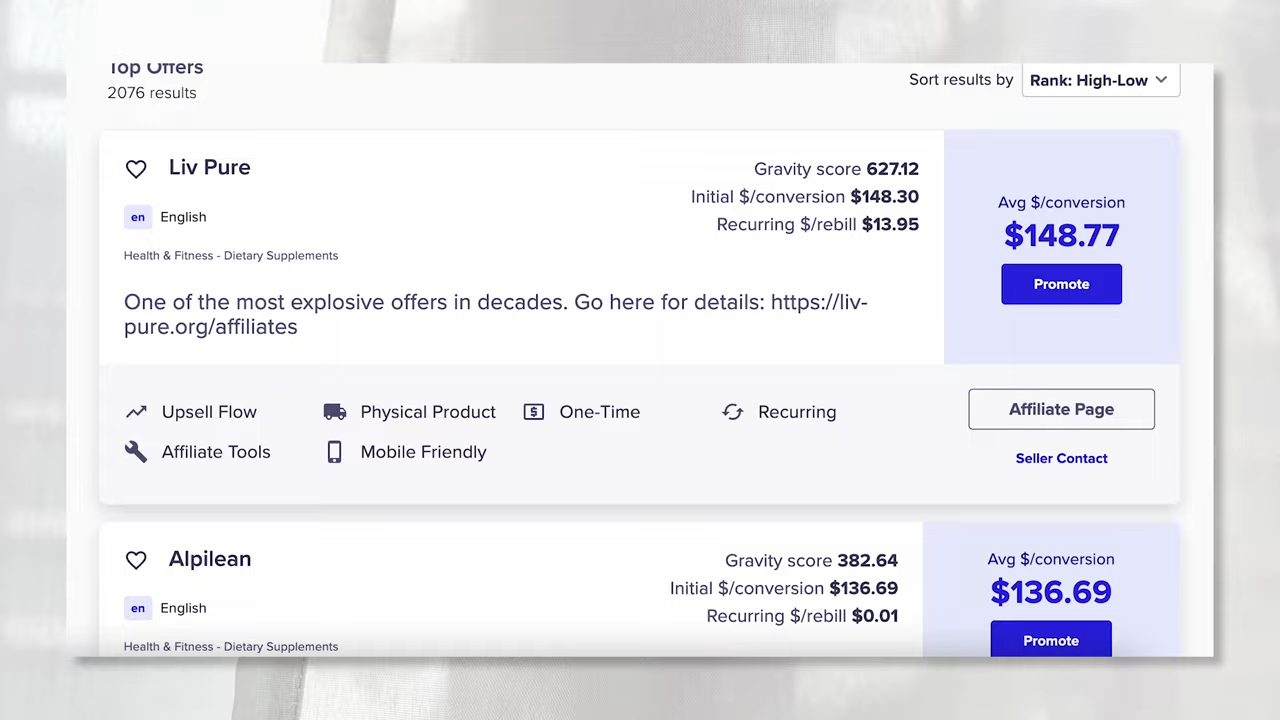 Top Offers
2076 results
Sort results by Rank: High-Low
Liv Pure
en English
Health & Fitness - Dietary Supplements
Gravity score 627.12
Initial $/conversion $148.30
Recurring $/rebill $13.95
One of the most explosive offers in decades. Go here for details: https://liv-
pure.org/affiliates
Avg $/conversion
$148.77
Promote
Upsell Flow
Physical Product
One-Time
Recurring
Affiliate Tools
Mobile Friendly
Affiliate Page
Seller Contact
Alpilean
en English
Health & Fitness - Dietary Supplements
Gravity score 382.64
Initial $/conversion $136.69
Recurring $/rebill $0.01
Avg $/conversion
$136.69
Promote